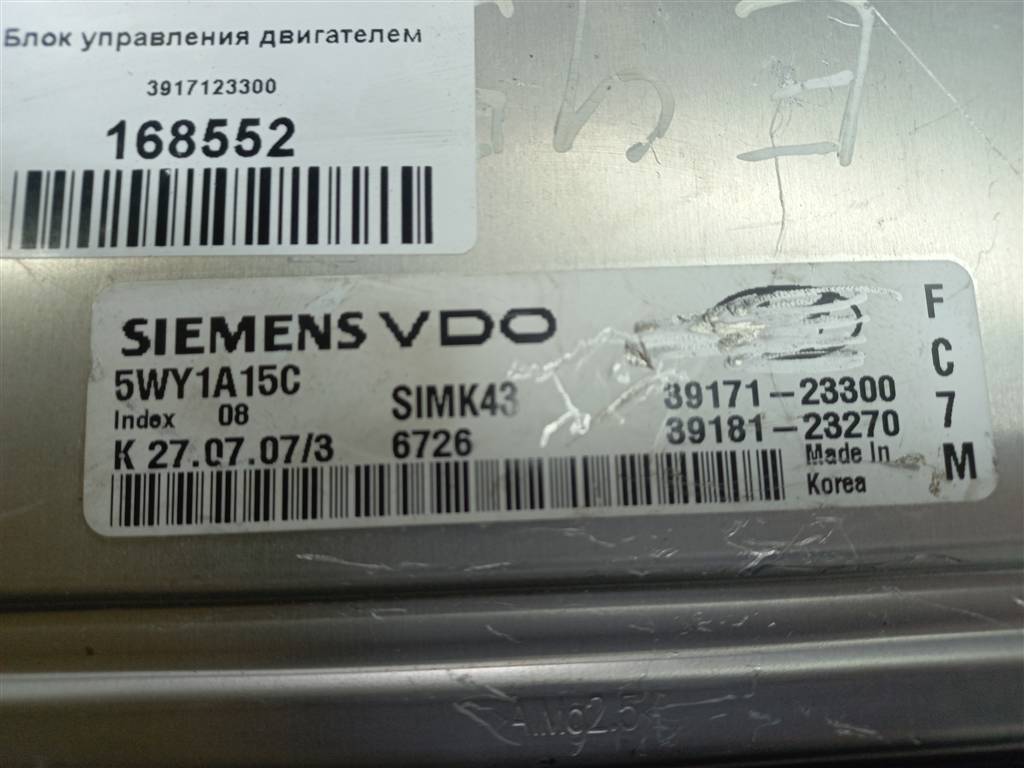 Блок управления двигателем
3917123300
168552
SIEMENS VDO
5WY1A15C
Index 08
SIMK43
39171-23300
K 27.07.07/3
6726
39181-23270
Made In
Korea
FC7M